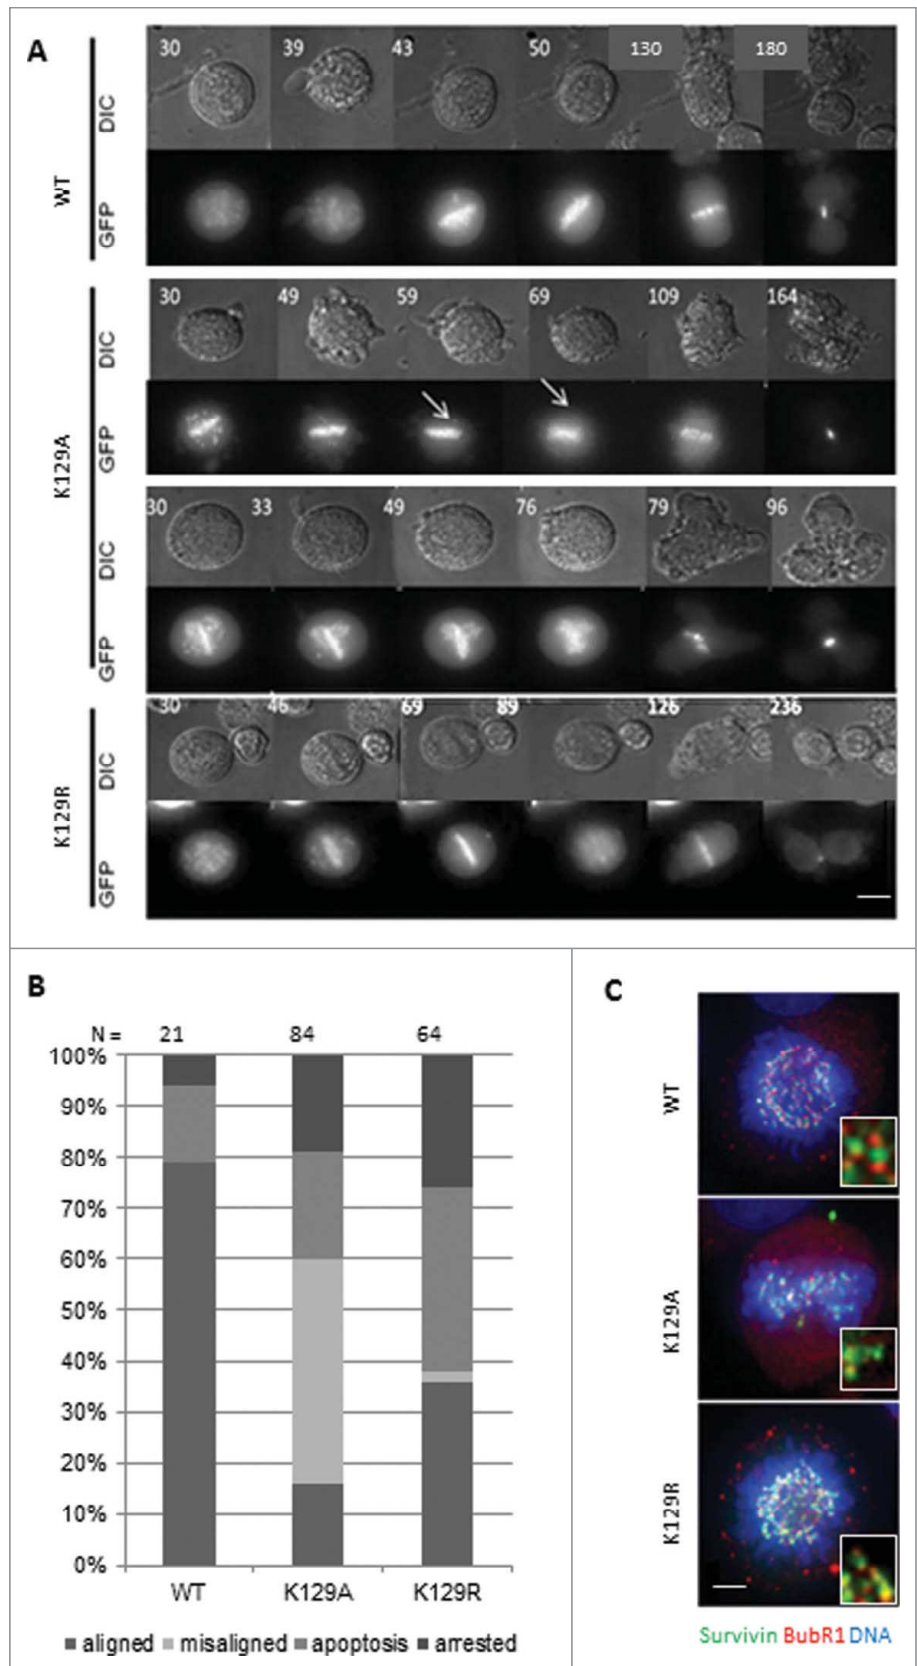 A
WT
DIC
30 39 43 50 130 180
GFP
K129A
DIC
30 49 59 69 109 164
GFP
DIC
30 33 49 76 79 96
GFP
K129R
DIC
30 46 69 89 126 236
GFP
B
N = 21 84 64
100%
90%
80%
70%
60%
50%
40%
30%
20%
10%
0%
WT K129A K129R
aligned misaligned apoptosis arrested
C
WT
K129A
K129R
Survivin BubR1 DNA